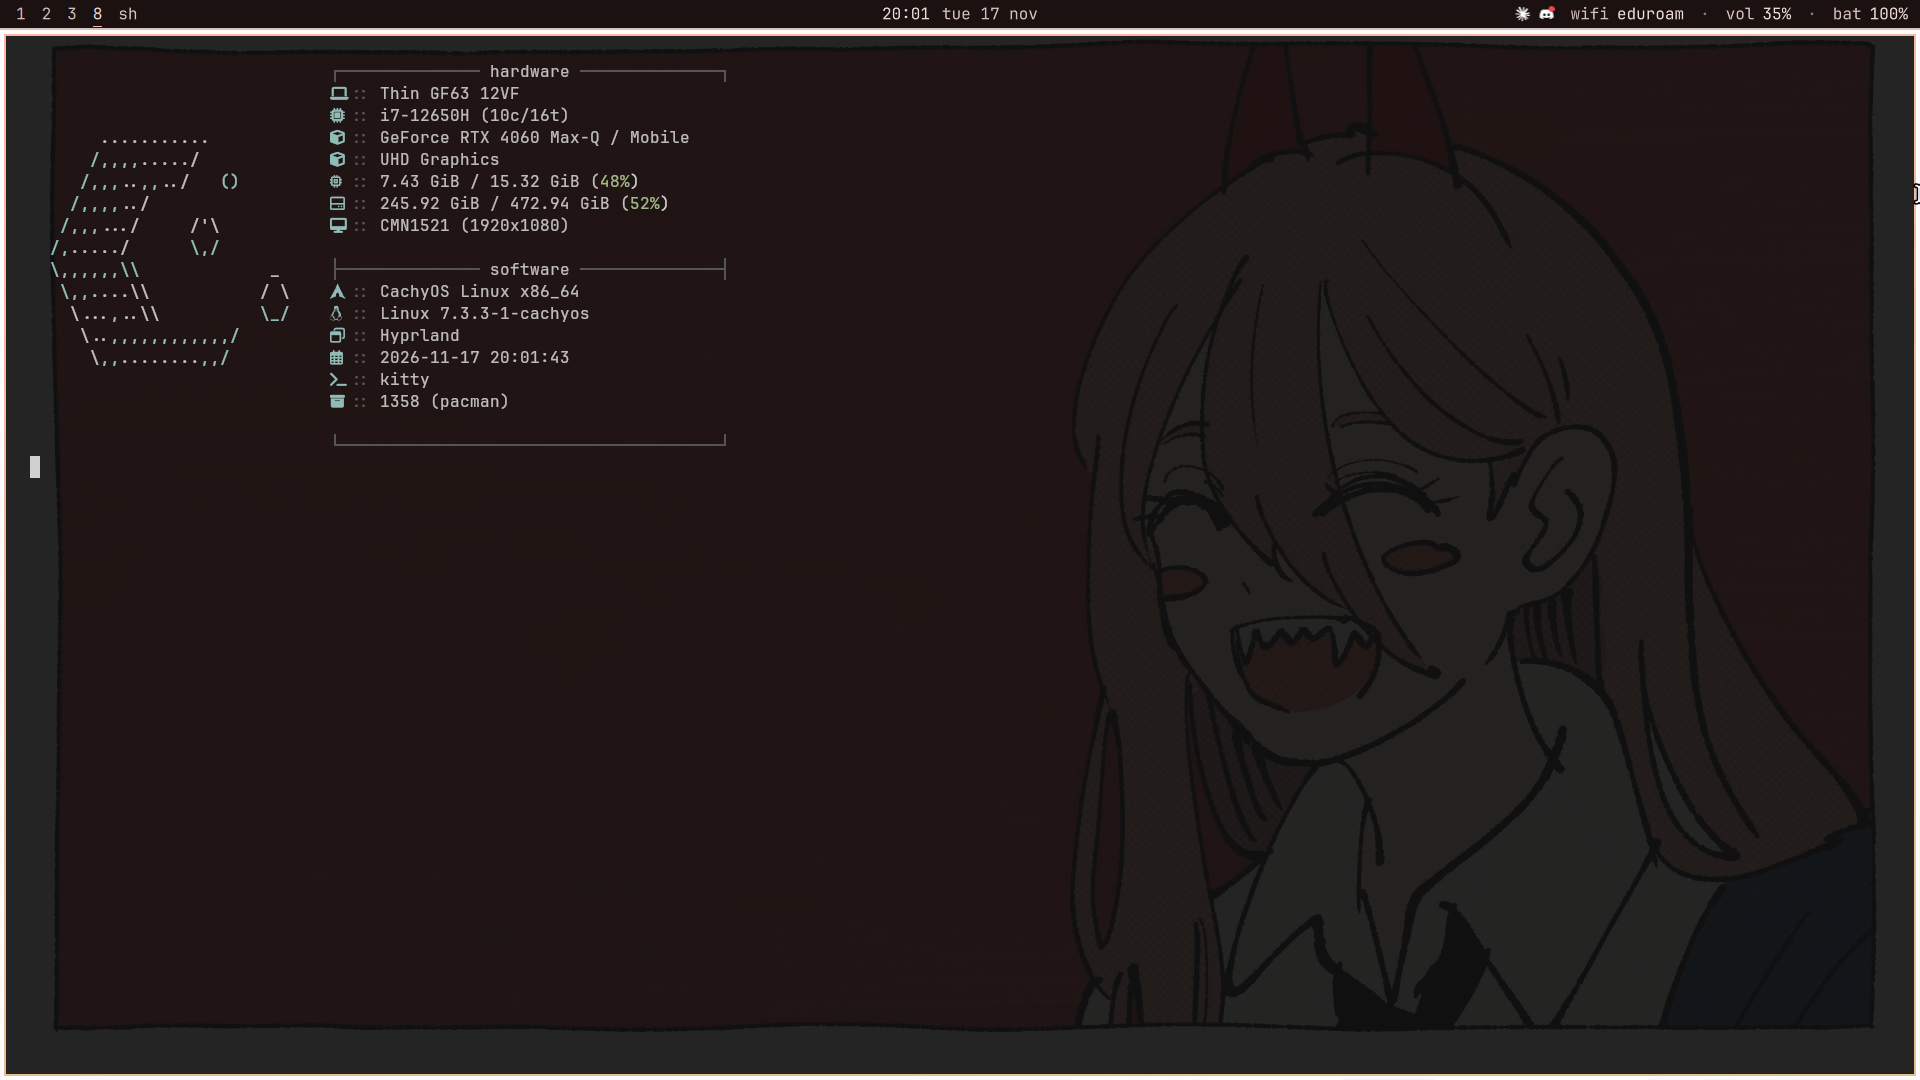 1 2 3 8 sh
20:01 tue 17 nov
wifi eduroam · vol 35% · bat 100%
hardware
:: Thin GF63 12VF
:: i7-12650H (10c/16t)
:: GeForce RTX 4060 Max-Q / Mobile
:: UHD Graphics
:: 7.43 GiB / 15.32 GiB (48%)
:: 245.92 GiB / 472.94 GiB (52%)
:: CMN1521 (1920x1080)
software
:: CachyOS Linux x86_64
:: Linux 7.3.3-1-cachyos
:: Hyprland
:: 2026-11-17 20:01:43
:: kitty
:: 1358 (pacman)